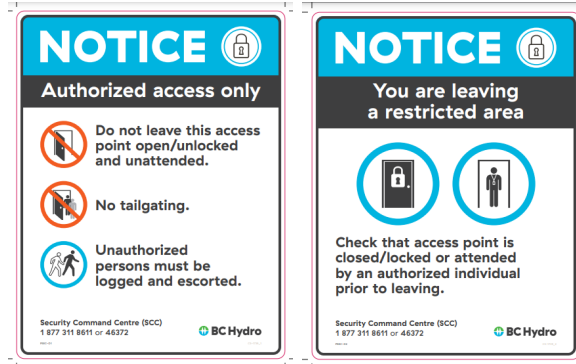 NOTICE
Authorized access only
Do not leave this access
point open/unlocked
and unattended.
No tailgating.
Unauthorized
persons must be
logged and escorted.
Security Command Centre (SCC)
1 877 311 8611 or 46372
BC Hydro
NOTICE
You are leaving
a restricted area
Check that access point is
closed/locked or attended
by an authorized individual
prior to leaving.
Security Command Centre (SCC)
1 877 311 8611 or 46372
BC Hydro